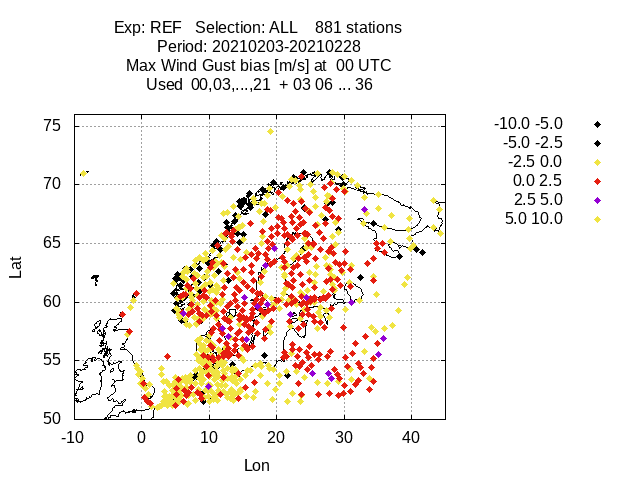 Exp: REF   Selection: ALL    881 stations
Period: 20210203-20210228
Max Wind Gust bias [m/s] at  00 UTC
Used  00,03,...,21  + 03 06 ... 36
-10.0 -5.0
-5.0 -2.5
-2.5 0.0
0.0 2.5
2.5 5.0
5.0 10.0
75
70
65
60
55
50
Lat
-10 0 10 20 30 40
Lon